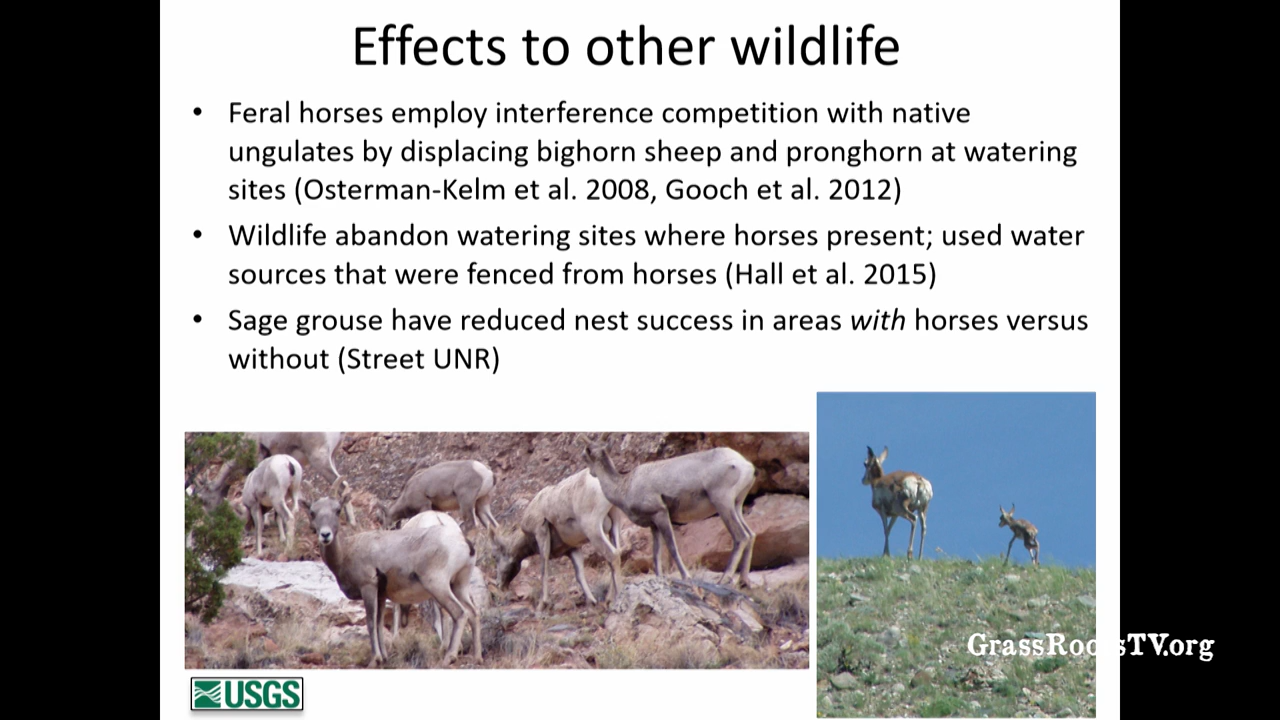 Effects to other wildlife
• Feral horses employ interference competition with native
ungulates by displacing bighorn sheep and pronghorn at watering
sites (Osterman-Kelm et al. 2008, Gooch et al. 2012)
• Wildlife abandon watering sites where horses present; used water
sources that were fenced from horses (Hall et al. 2015)
• Sage grouse have reduced nest success in areas with horses versus
without (Street UNR)
GrassRootsTV.org
USGS